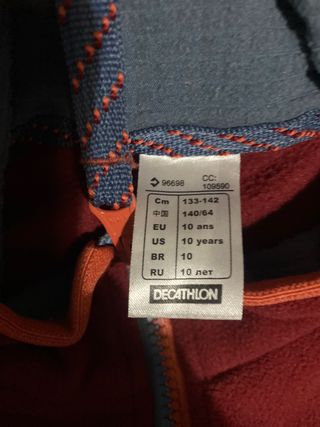 96698 CC: 109590
Cm 133-142
中国 140/64
EU 10 ans
US 10 years
BR 10
RU 10 лет
DECATHLON